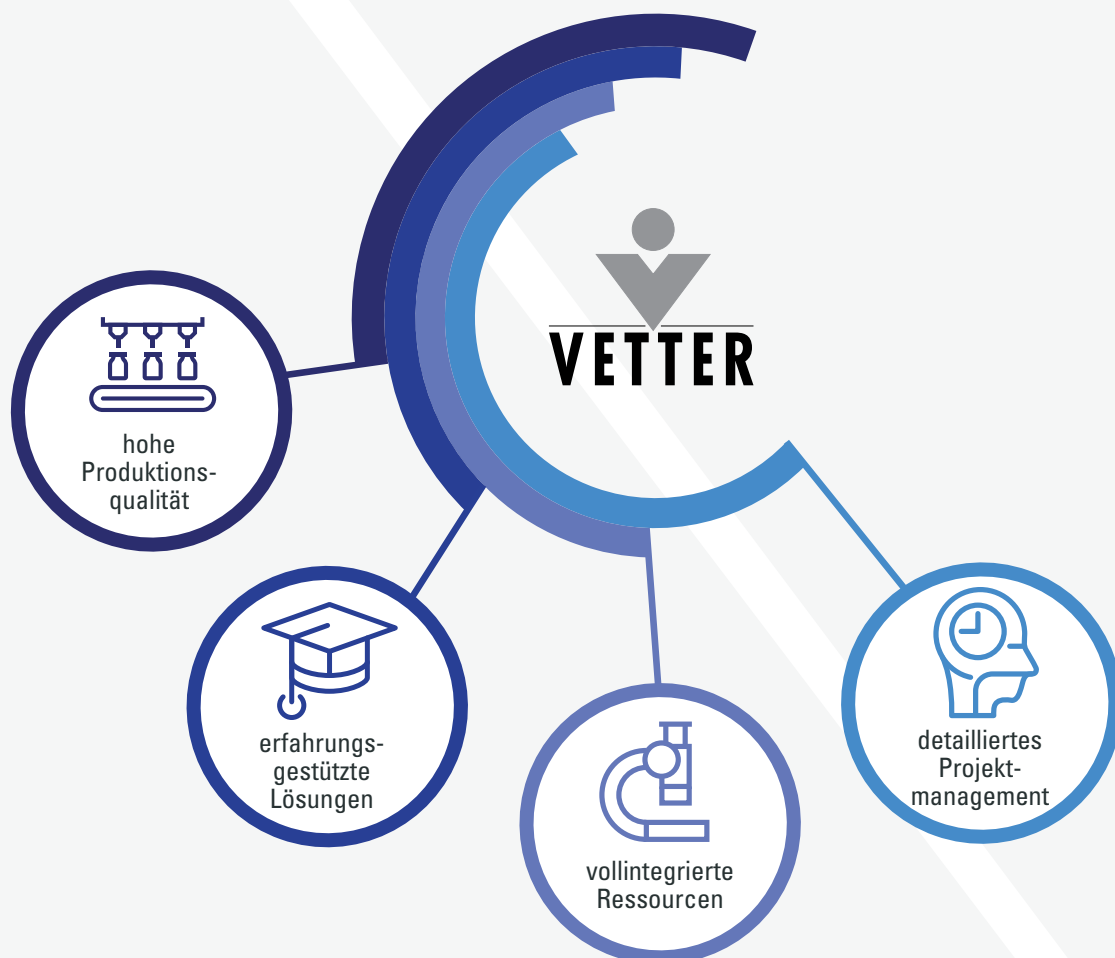 VETTER
hohe
Produktions-
qualität
erfahrungs-
gestützte
Lösungen
vollintegrierte
Ressourcen
detailliertes
Projekt-
management